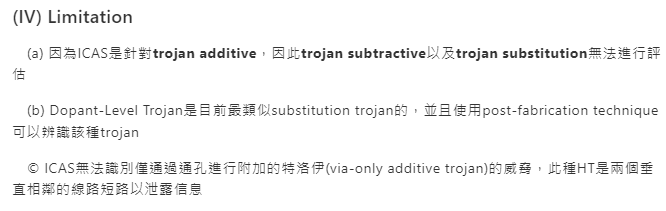 (IV) Limitation
(a) 因為ICAS是針對trojan additive，因此trojan subtractive以及trojan substitution無法進行評
估
(b) Dopant-Level Trojan是目前最類似substitution trojan的，並且使用post-fabrication technique
可以辨識該種trojan
© ICAS無法識別僅通過通孔進行附加的特洛伊(via-only additive trojan)的威脅，此種HT是兩個垂
直相鄰的線路短路以泄露信息